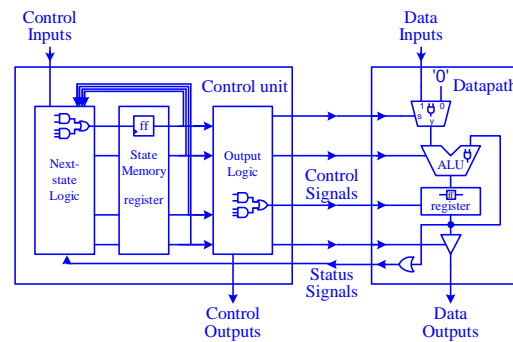 Control
Inputs
Data
Inputs
'0'
Control unit
Datapath
1 0
s
y
ff
ALU
Next-
state
Logic
State
Memory
register
Output
Logic
Control
Signals
ff
register
Status
Signals
Control
Outputs
Data
Outputs